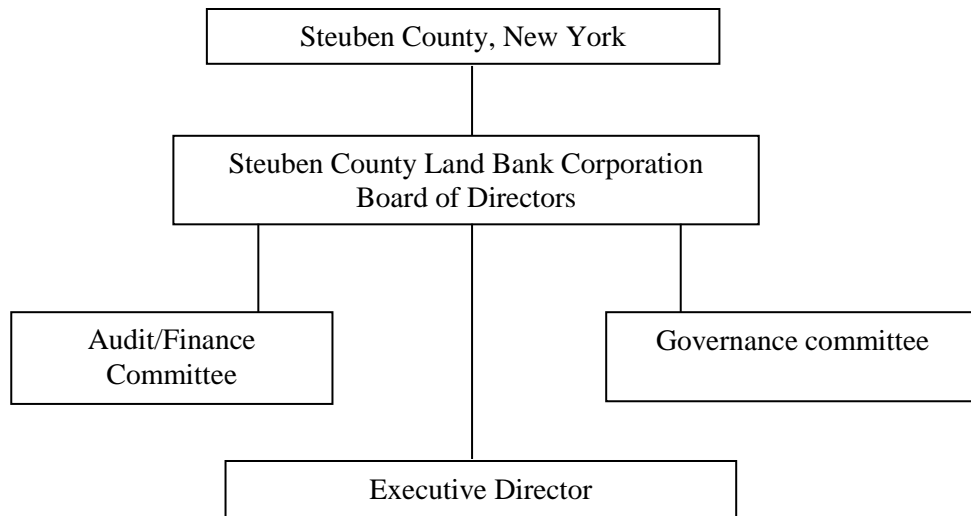 Steuben County, New York
Steuben County Land Bank Corporation
Board of Directors
Audit/Finance
Committee
Governance committee
Executive Director